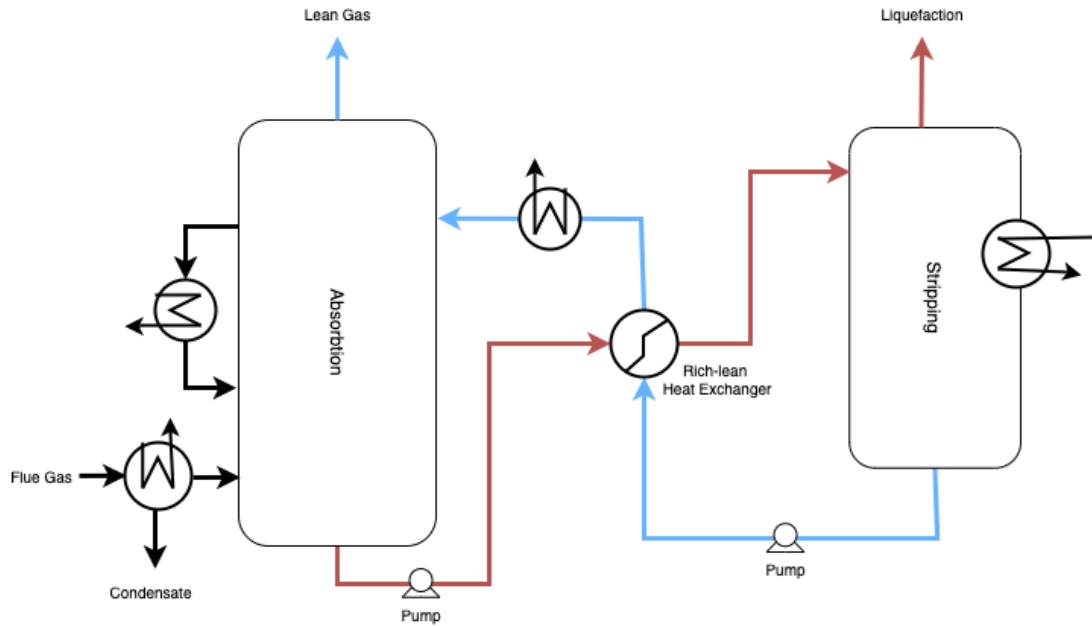 Lean Gas
Liquefaction
Absorbtion
Stripping
Rich-lean
Heat Exchanger
Flue Gas
Condensate
Pump
Pump